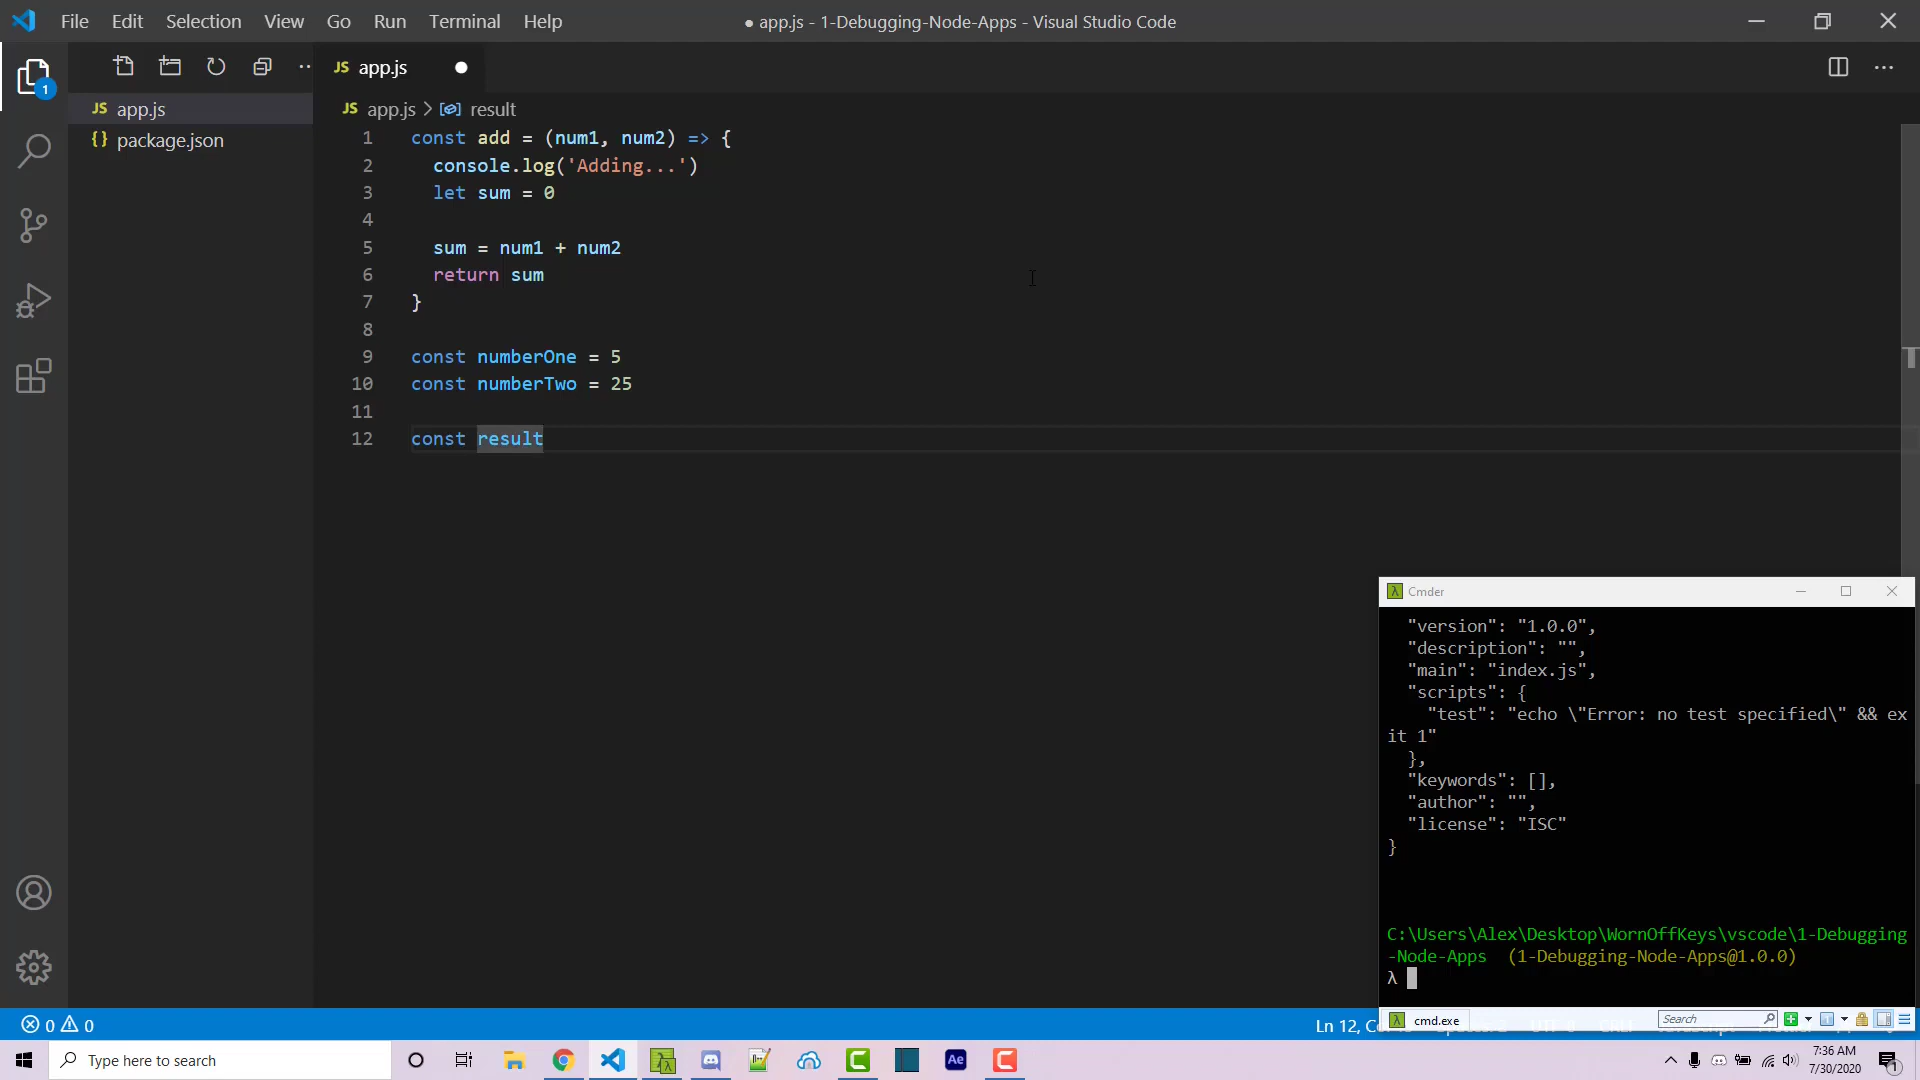 File Edit Selection View Go Run Terminal Help
● app.js - 1-Debugging-Node-Apps - Visual Studio Code
1
JS app.js
{} package.json
JS app.js
JS app.js > result
1 const add = (num1, num2) => {
2 console.log('Adding...')
3 let sum = 0
4
5 sum = num1 + num2
6 return sum
7 }
8
9 const numberOne = 5
10 const numberTwo = 25
11
12 const result
Cmder
"version": "1.0.0",
"description": "",
"main": "index.js",
"scripts": {
"test": "echo \"Error: no test specified\" && ex
it 1"
},
"keywords": [],
"author": "",
"license": "ISC"
}
C:\Users\Alex\Desktop\WornOffKeys\vscode\1-Debugging
-Node-Apps (1-Debugging-Node-Apps@1.0.0)
λ
cmd.exe
Search
0 0
Ln 12,
Type here to search
Ae
7:36 AM
7/30/2020
1